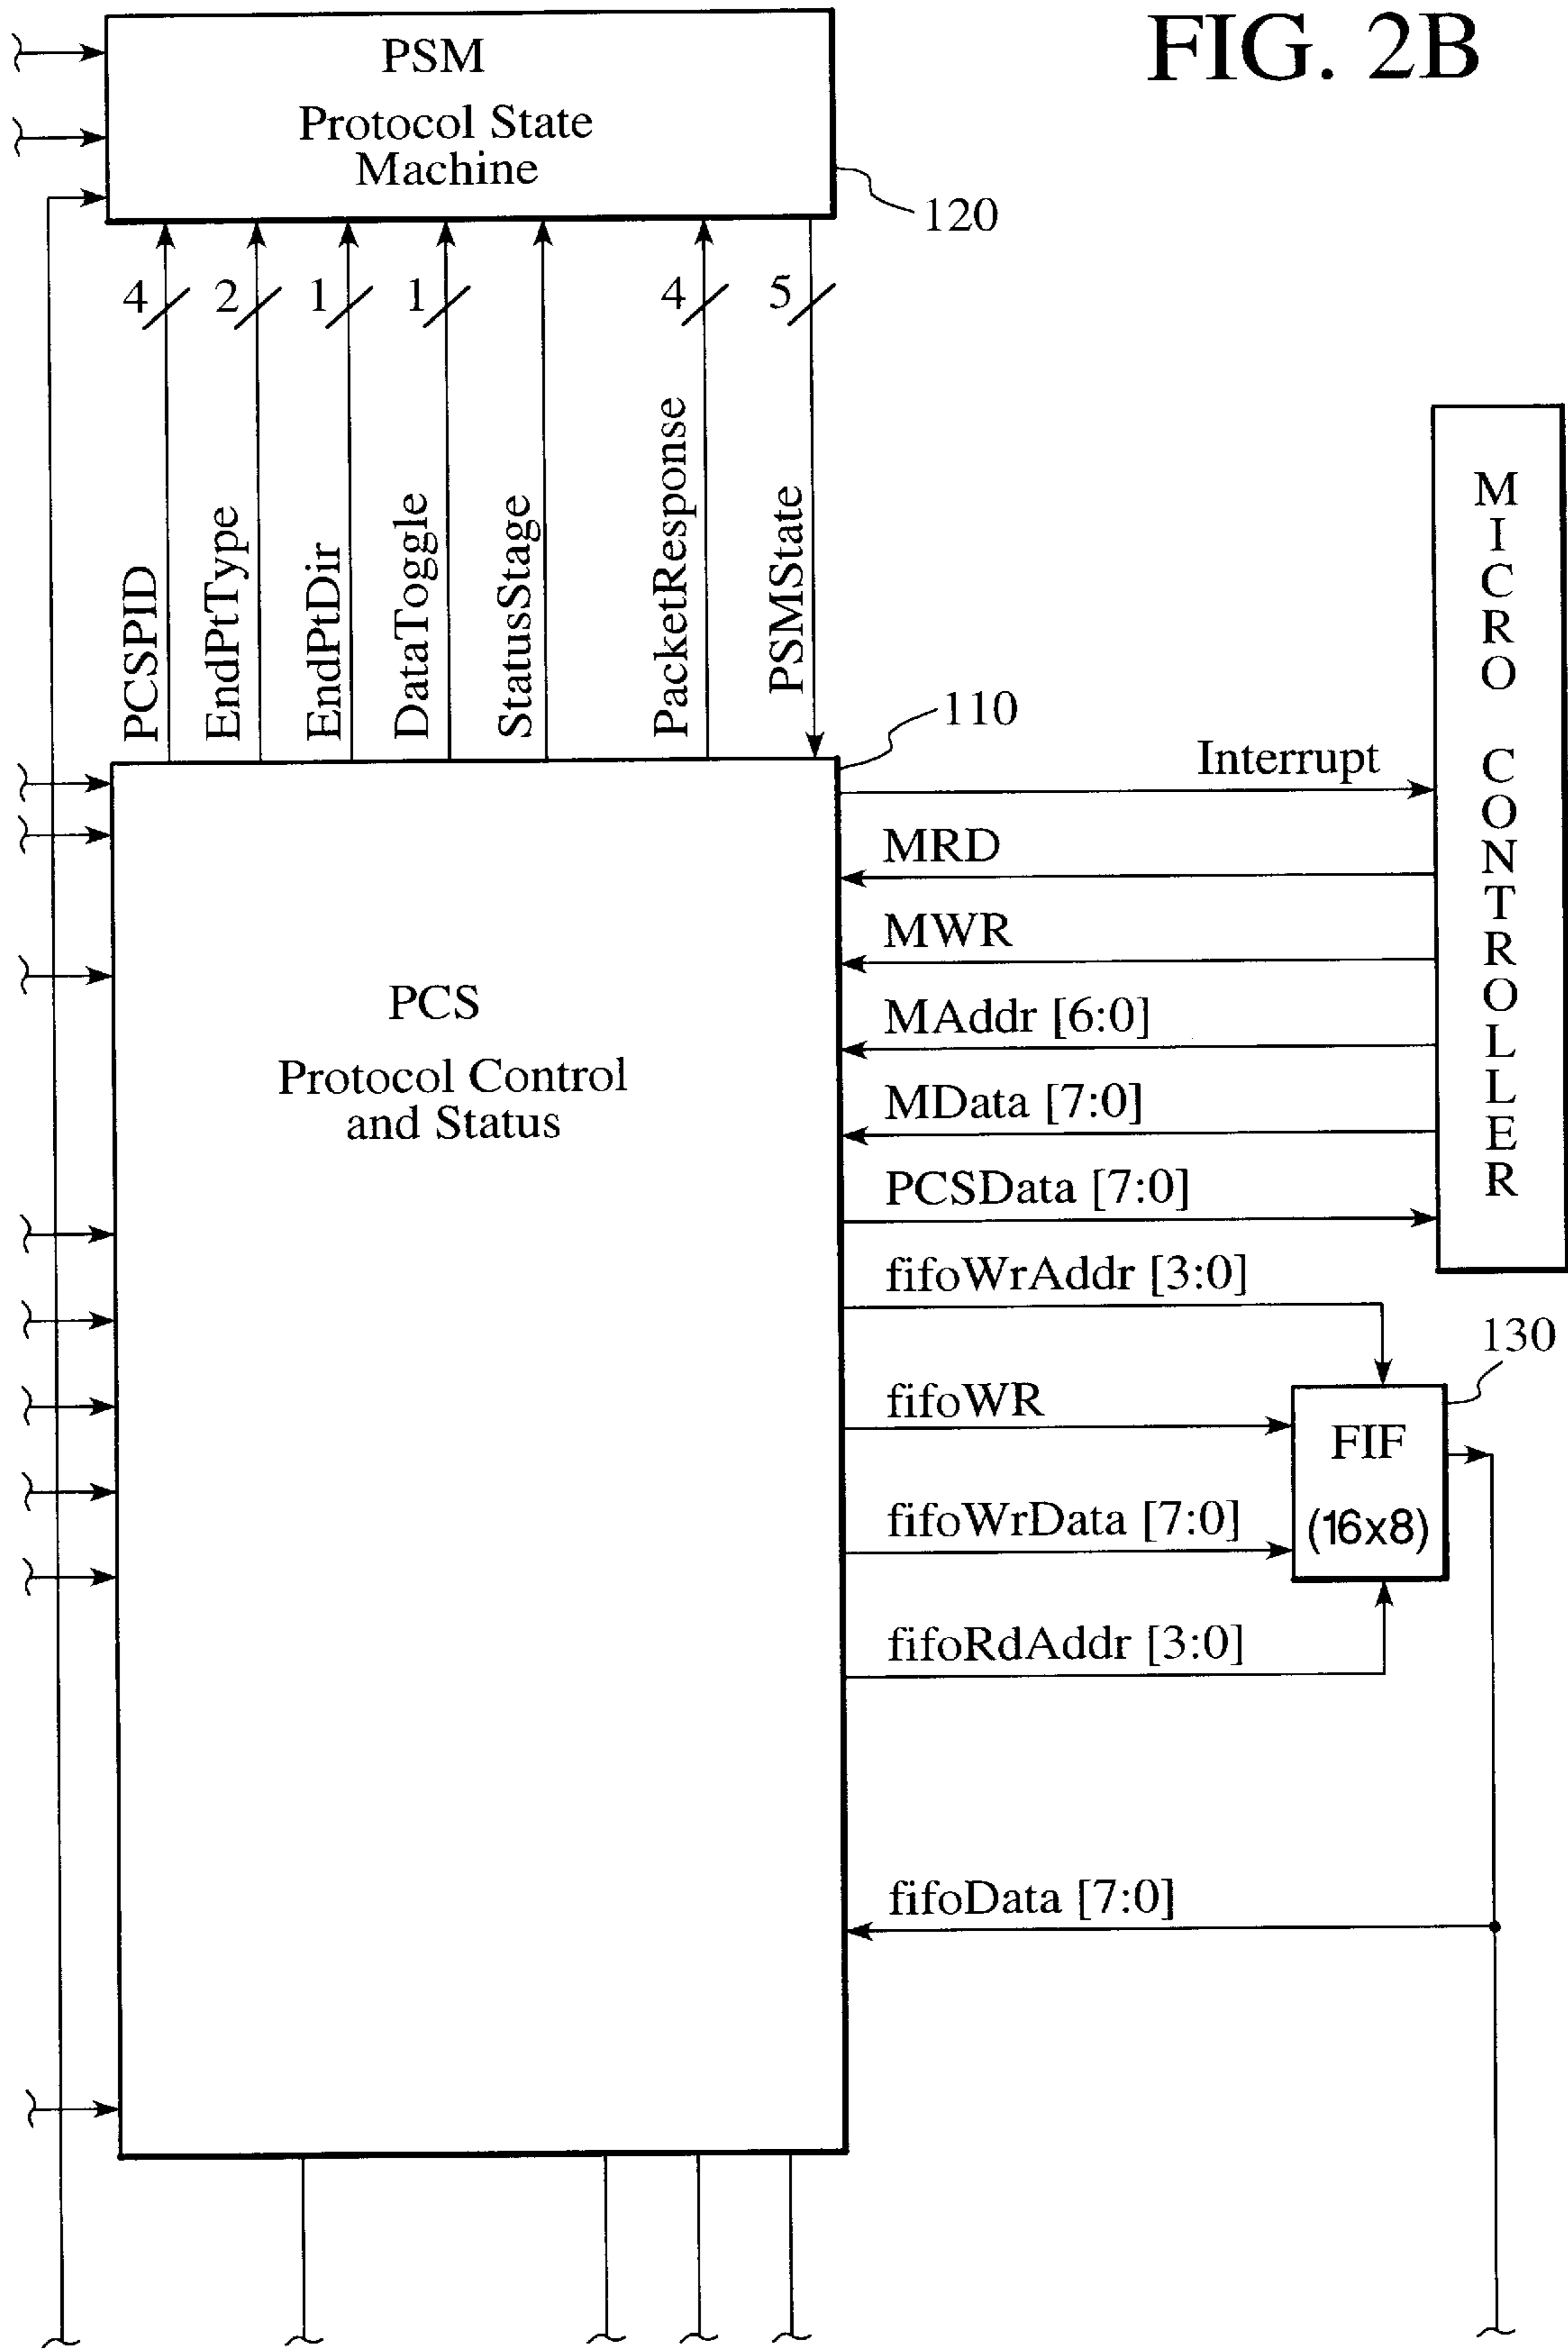 FIG. 2B
PSM
Protocol State
Machine
120
4
2
1
1
4
5
PCSPID
EndPtType
EndPtDir
DataToggle
StatusStage
PacketResponse
PSMState
110
MICRO CONTROLLER
Interrupt
MRD
MWR
MAddr [6:0]
MData [7:0]
PCSData [7:0]
PCS
Protocol Control
and Status
fifoWrAddr [3:0]
130
fifoWR
FIF
(16x8)
fifoWrData [7:0]
fifoRdAddr [3:0]
fifoData [7:0]